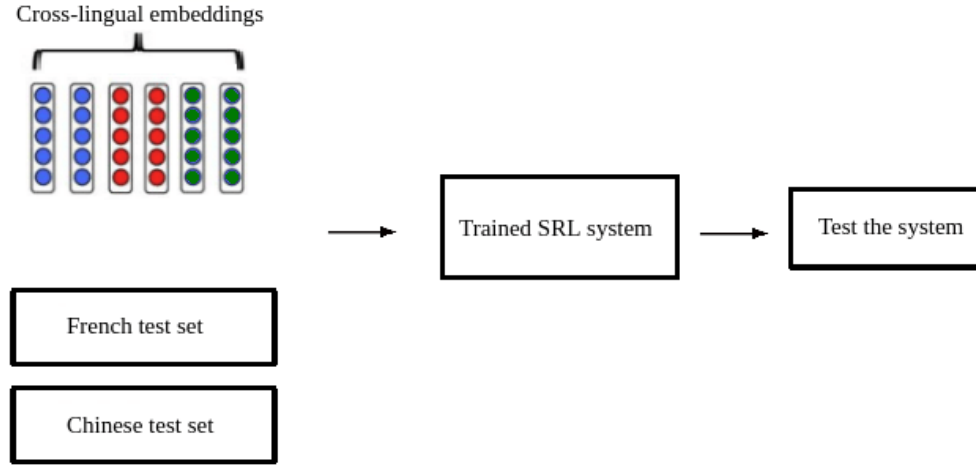 Cross-lingual embeddings
Trained SRL system
Test the system
French test set
Chinese test set